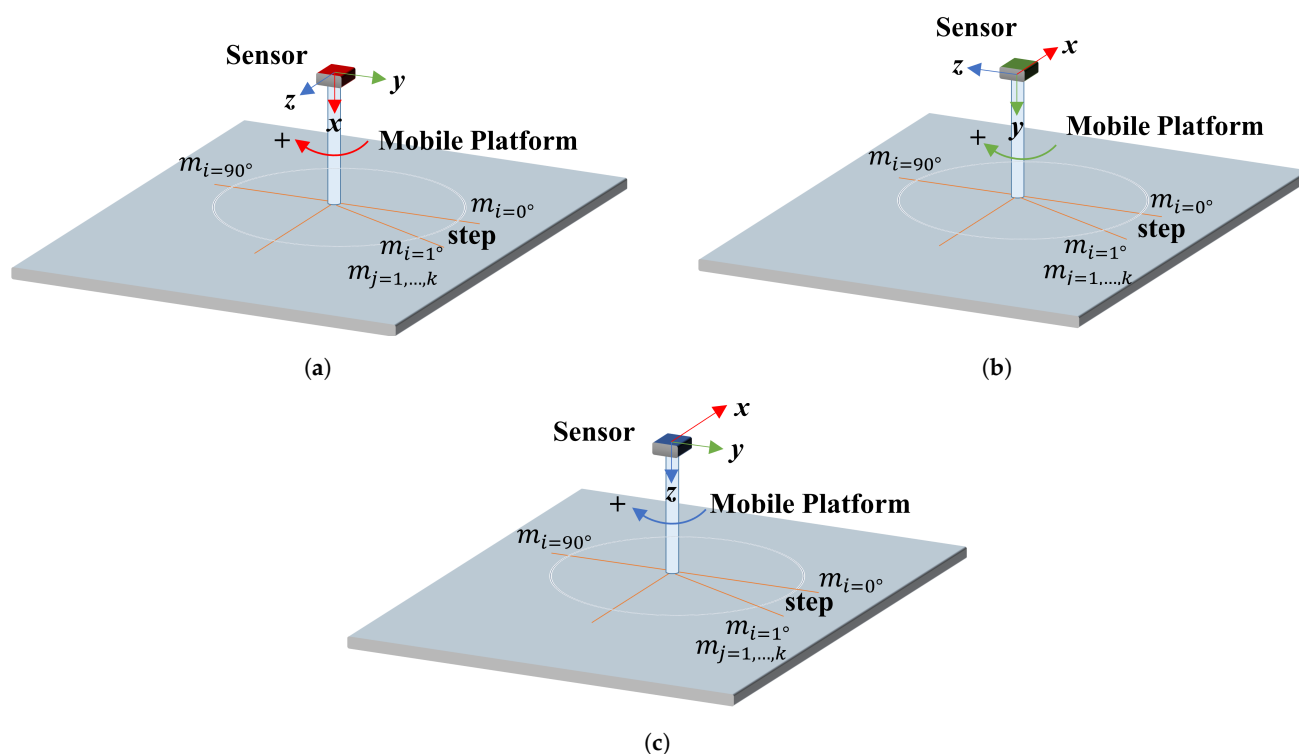 Sensor
y
z
x
+
Mobile Platform
m_{i=90°}
m_{i=0°}
step
m_{i=1°}
m_{j=1,...,k}
(a)
Sensor
x
z
y
+
Mobile Platform
m_{i=90°}
m_{i=0°}
step
m_{i=1°}
m_{j=1,...,k}
(b)
x
Sensor
y
z
+
Mobile Platform
m_{i=90°}
m_{i=0°}
step
m_{i=1°}
m_{j=1,...,k}
(c)